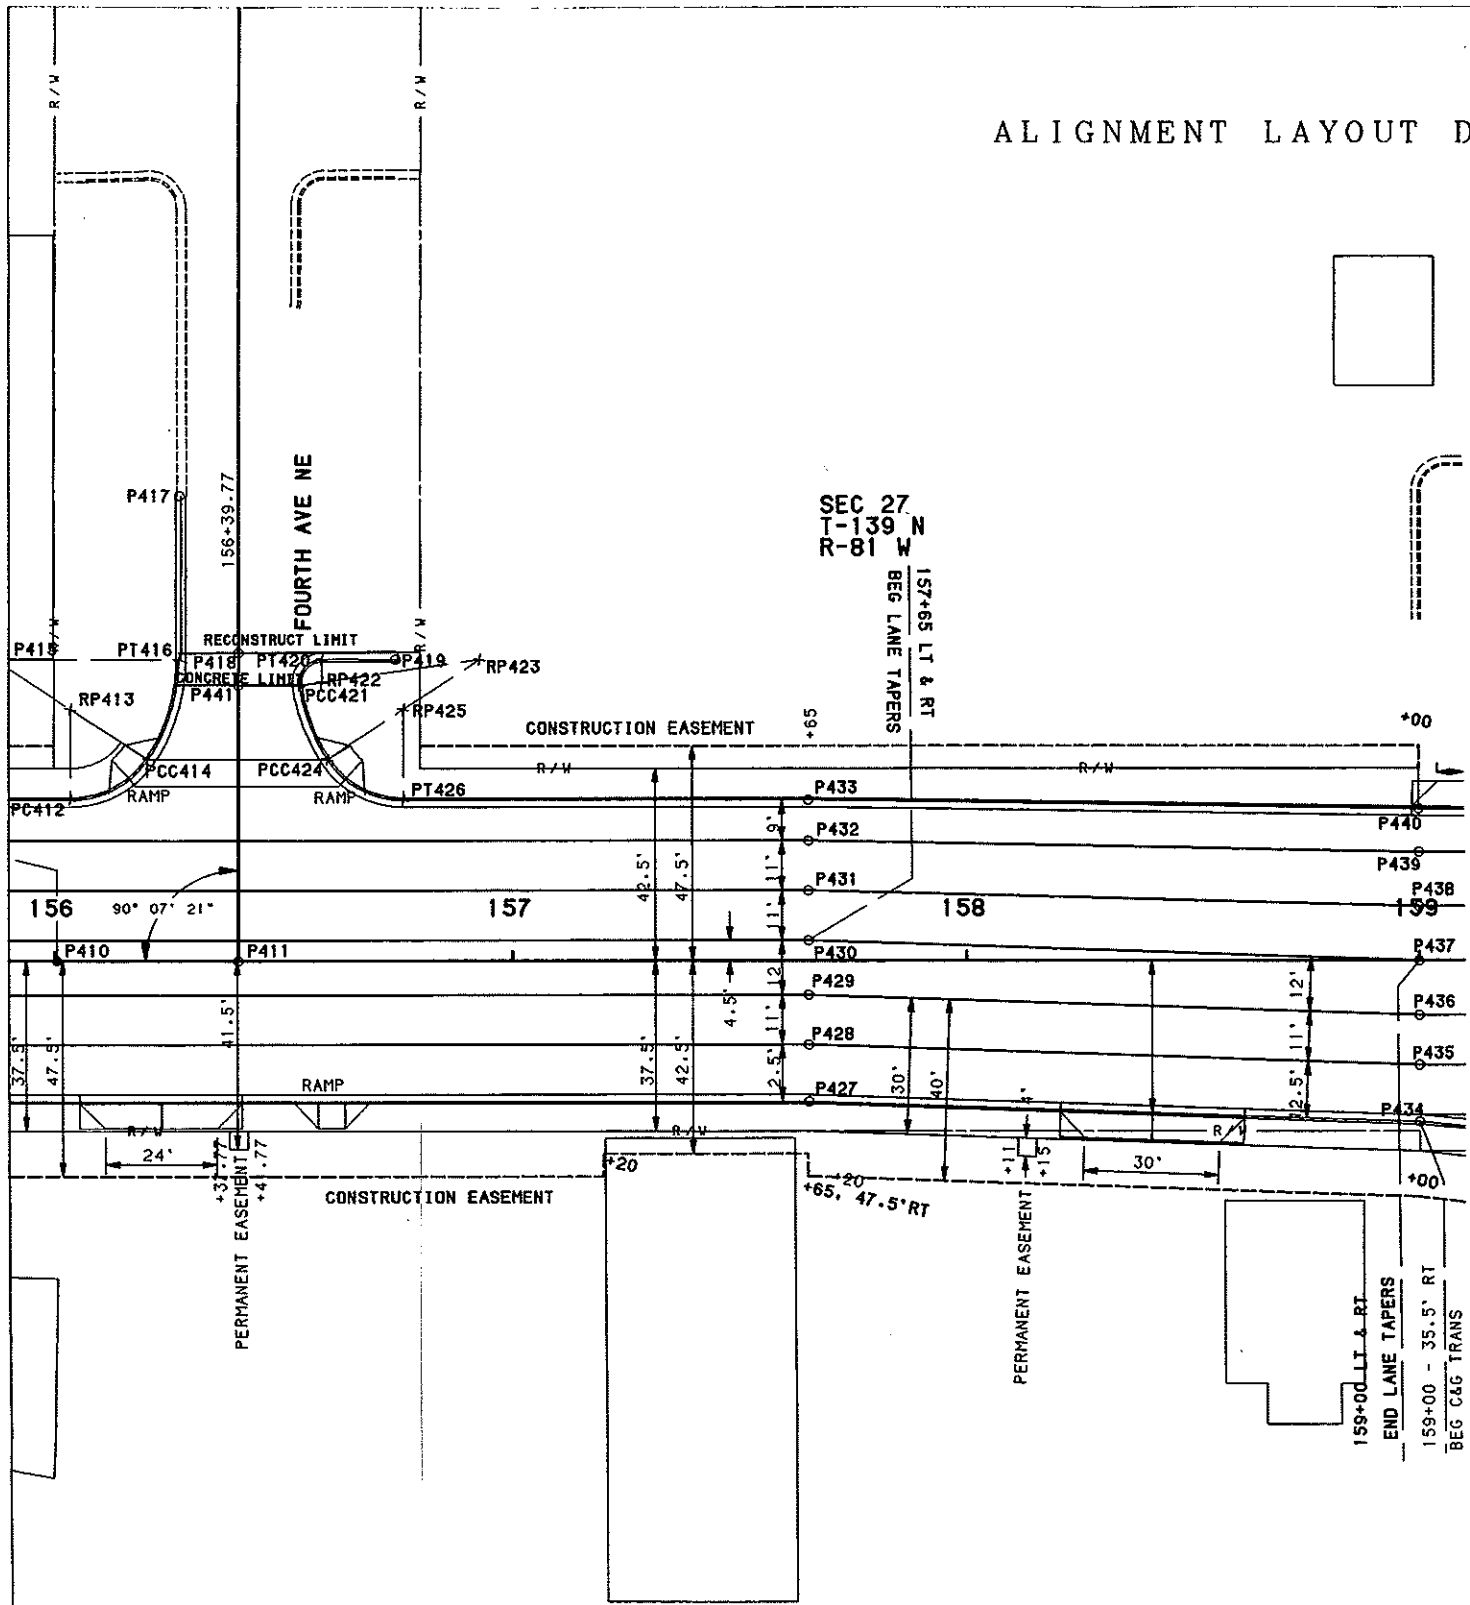 R/W
R/W
ALIGNMENT LAYOUT D
P417
156+39.77
FOURTH AVE NE
SEC 27
T-139 N
R-81 W
157+65 LT & RT
BEG LANE TAPERS
R/W
R/W
RECONSTRUCT LIMIT
PT416
P418
PT420
P419
RP423
CONCRETE LIMIT
RP422
P441
PCC421
RP413
RP425
CONSTRUCTION EASEMENT
+65
+00
R/W
R/W
PCC414
PCC424
RAMP
RAMP
PC412
PT426
P433
P440
9'
P432
P439
11'
42.5'
47.5'
P431
P438
156
90° 07' 21"
157
11'
158
159
P410
P411
P430
P437
12
P429
12'
P436
4.5'
41.5'
11'
P428
11'
P435
37.5'
47.5'
37.5'
42.5'
2.5'
30'
40'
RAMP
P427
4'
2.5'
P434
R/W
R/W
R/W
24'
+31.77
+41.77
+20
+11
+15
30'
+20
+00
CONSTRUCTION EASEMENT
+65, 47.5'RT
PERMANENT EASEMENT
PERMANENT EASEMENT
159+00 LT & RT
END LANE TAPERS
159+00 - 35.5' RT
BEG C&G TRANS